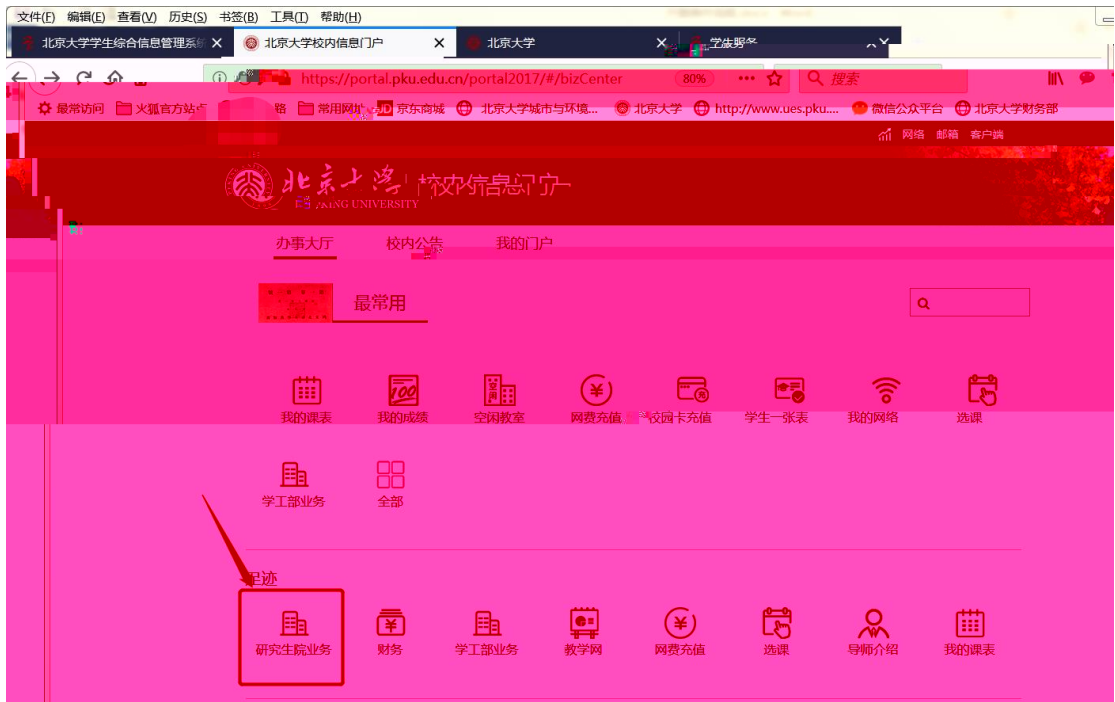 文件(F) 编辑(E) 查看(V) 历史(S) 书签(B) 工具(T) 帮助(H)
北京大学学生综合信息管理系统 × 北京大学校内信息门户 × 北京大学 ×
https://portal.pku.edu.cn/portal2017/#/bizCenter 80% 搜索
最常访问 火狐官方站点 常用网址 JD 京东商城 北京大学城市与环境... 北京大学 http://www.ues.pku.... 微信公众平台 北京大学财务部
网络 邮箱 客户端
北京大学 校内信息门户
UNIVERSITY
办事大厅 校内公告 我的门户
最常用
我的课表 我的成绩 空闲教室 网费充值 校园卡充值 学生一张表 我的网络 选课
学工部业务 全部
足迹
研究生院业务 财务 学工部业务 教学网 网费充值 选课 导师介绍 我的课表